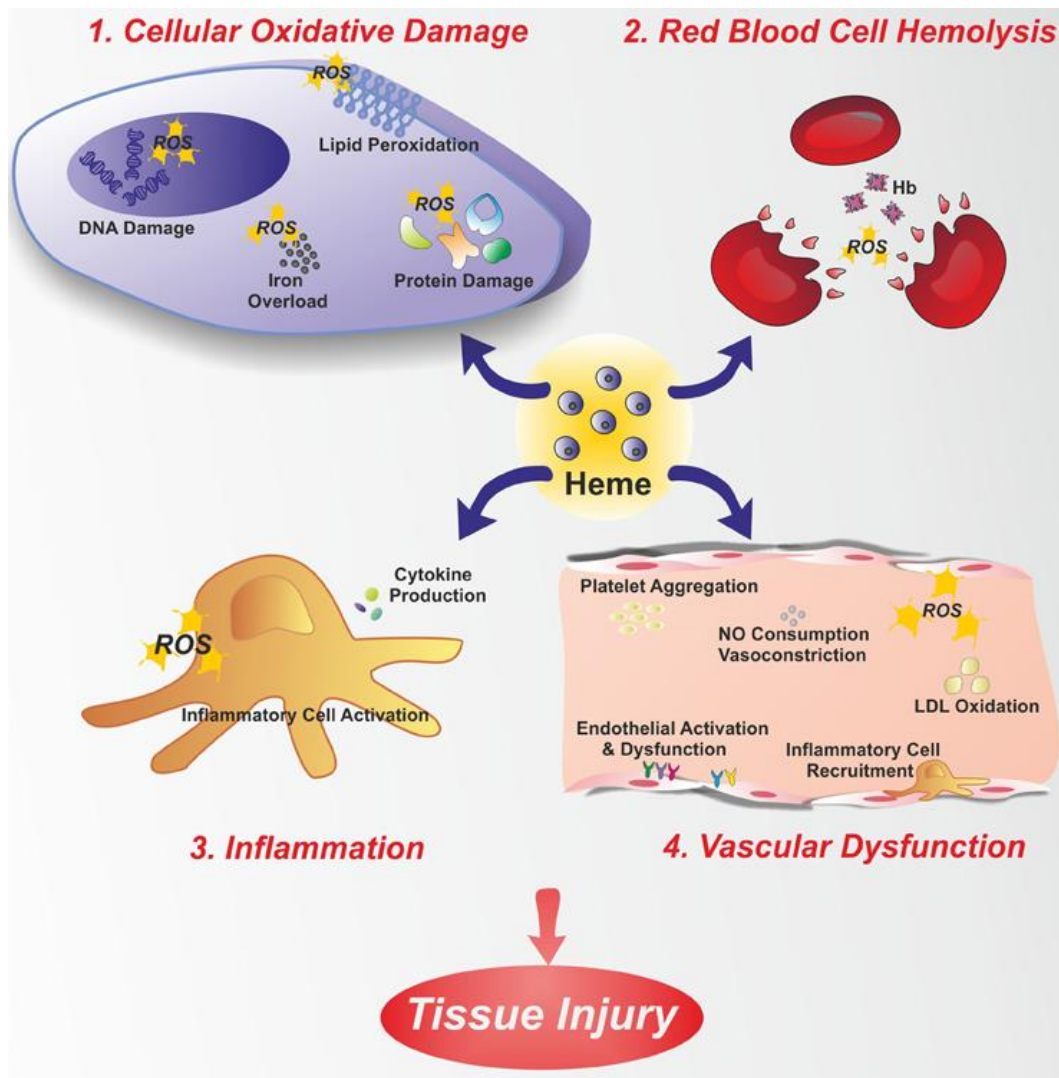 1. Cellular Oxidative Damage
ROS
Lipid Peroxidation
ROS
DNA Damage
ROS
Iron
Overload
ROS
Protein Damage
2. Red Blood Cell Hemolysis
Hb
ROS
Heme
Cytokine
Production
ROS
Inflammatory Cell Activation
3. Inflammation
Platelet Aggregation
NO Consumption
Vasoconstriction
ROS
LDL Oxidation
Endothelial Activation
& Dysfunction
Inflammatory Cell
Recruitment
4. Vascular Dysfunction
Tissue Injury